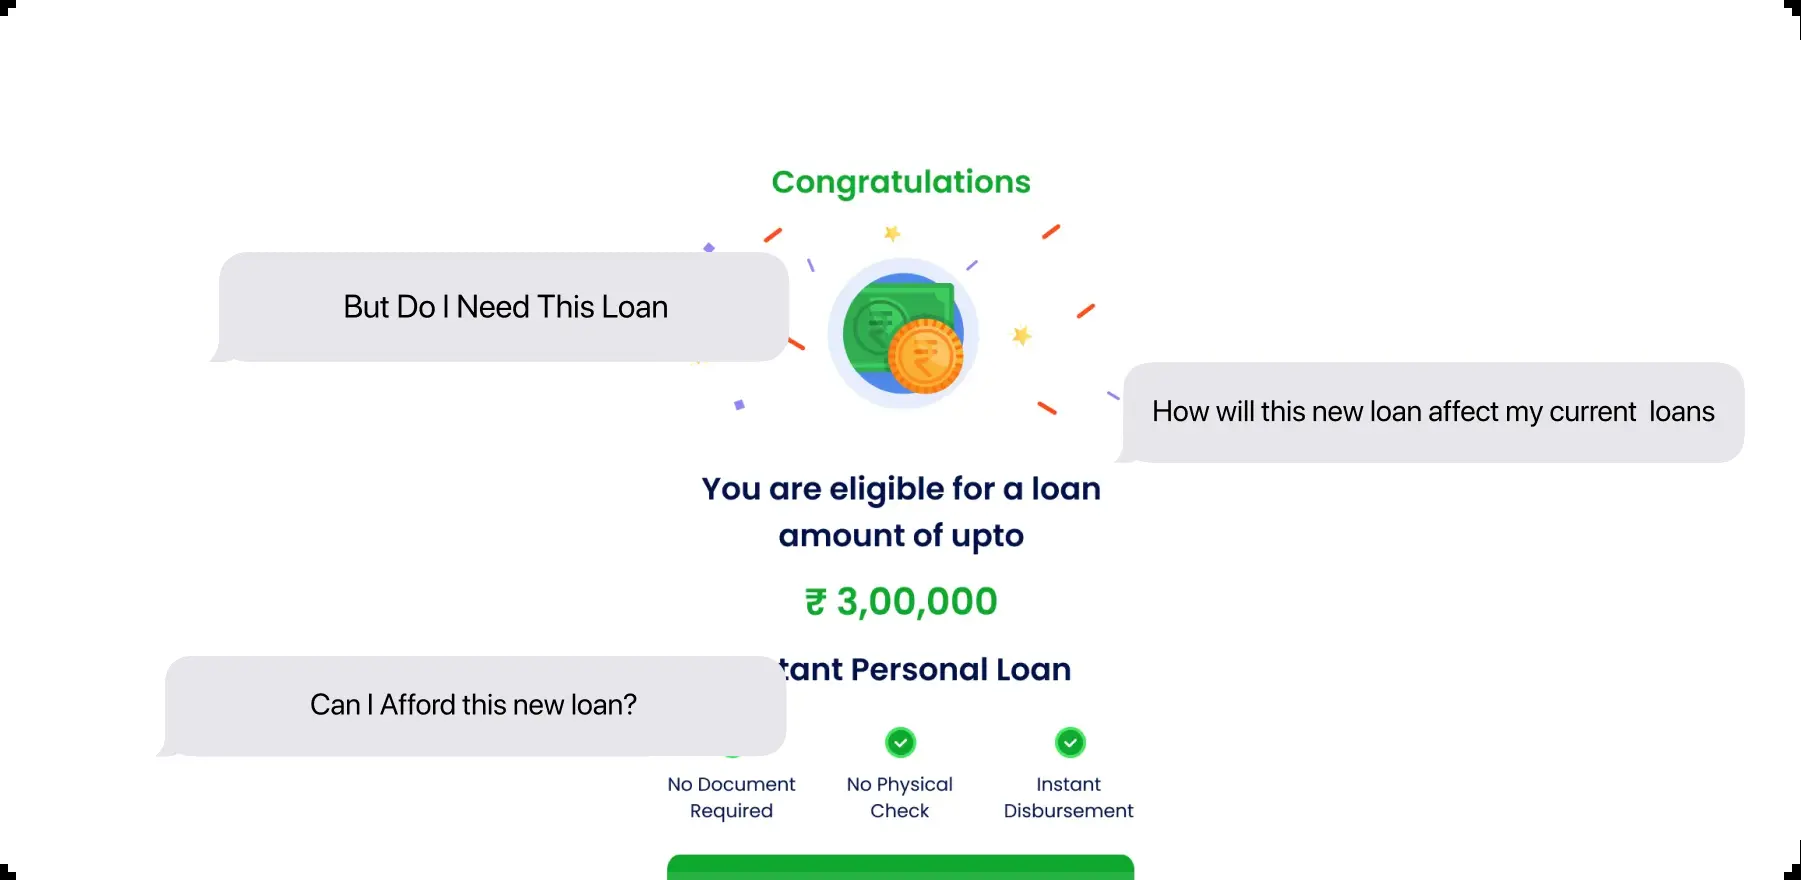 Congratulations
But Do I Need This Loan
How will this new loan affect my current  loans
You are eligible for a loan
amount of upto
₹ 3,00,000
tant Personal Loan
Can I Afford this new loan?
No Document
Required
No Physical
Check
Instant
Disbursement